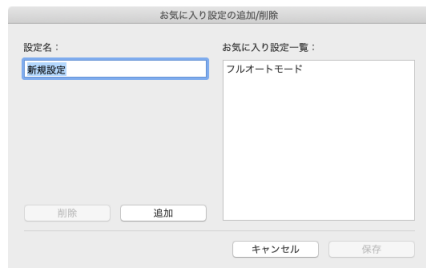 お気に入り設定の追加/削除
設定名：
お気に入り設定一覧：
新規設定
フルオートモード
削除
追加
キャンセル
保存